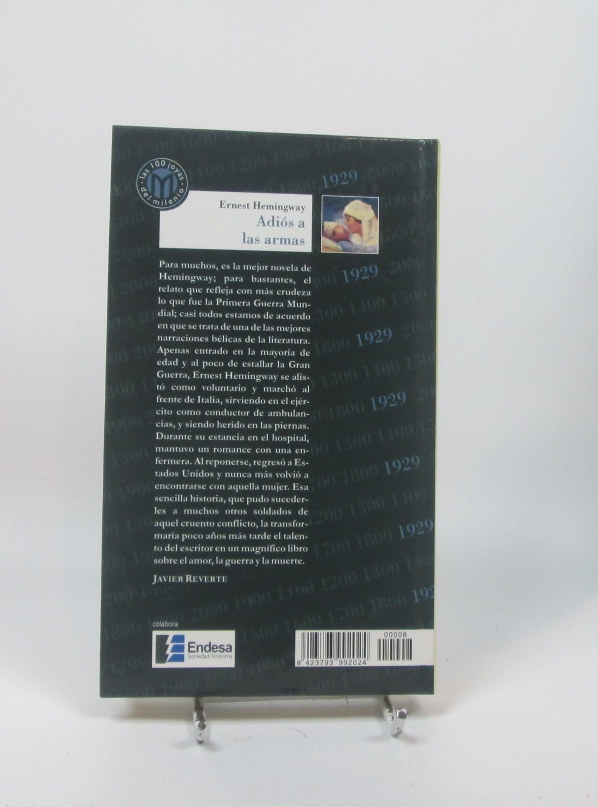 las 100 joyas
del milenio
M
1929
Ernest Hemingway
Adiós a
las armas
Para muchos, es la mejor novela de
Hemingway; para bastantes, el
relato que refleja con más crudeza
lo que fue la Primera Guerra Mun-
dial; casi todos estamos de acuerdo
en que se trata de una de las mejores
narraciones bélicas de la literatura.
Apenas entrado en la mayoría de
edad y al poco de estallar la Gran
Guerra, Ernest Hemingway se alis-
tó como voluntario y marchó al
frente de Italia, sirviendo en el ejér-
cito como conductor de ambulan-
cias, y siendo herido en las piernas.
Durante su estancia en el hospital,
mantuvo un romance con una en-
fermera. Al reponerse, regresó a Es-
tados Unidos y nunca más volvió a
encontrarse con aquella mujer. Esa
sencilla historia, que pudo suceder-
les a muchos otros soldados de
aquel cruento conflicto, la transfor-
maría poco años más tarde el talen-
to del escritor en un magnífico libro
sobre el amor, la guerra y la muerte.
JAVIER REVERTE
1929
1929
1929
1929
1929
colabora
Endesa
Sociedad Anónima
00008
8 423793 992024